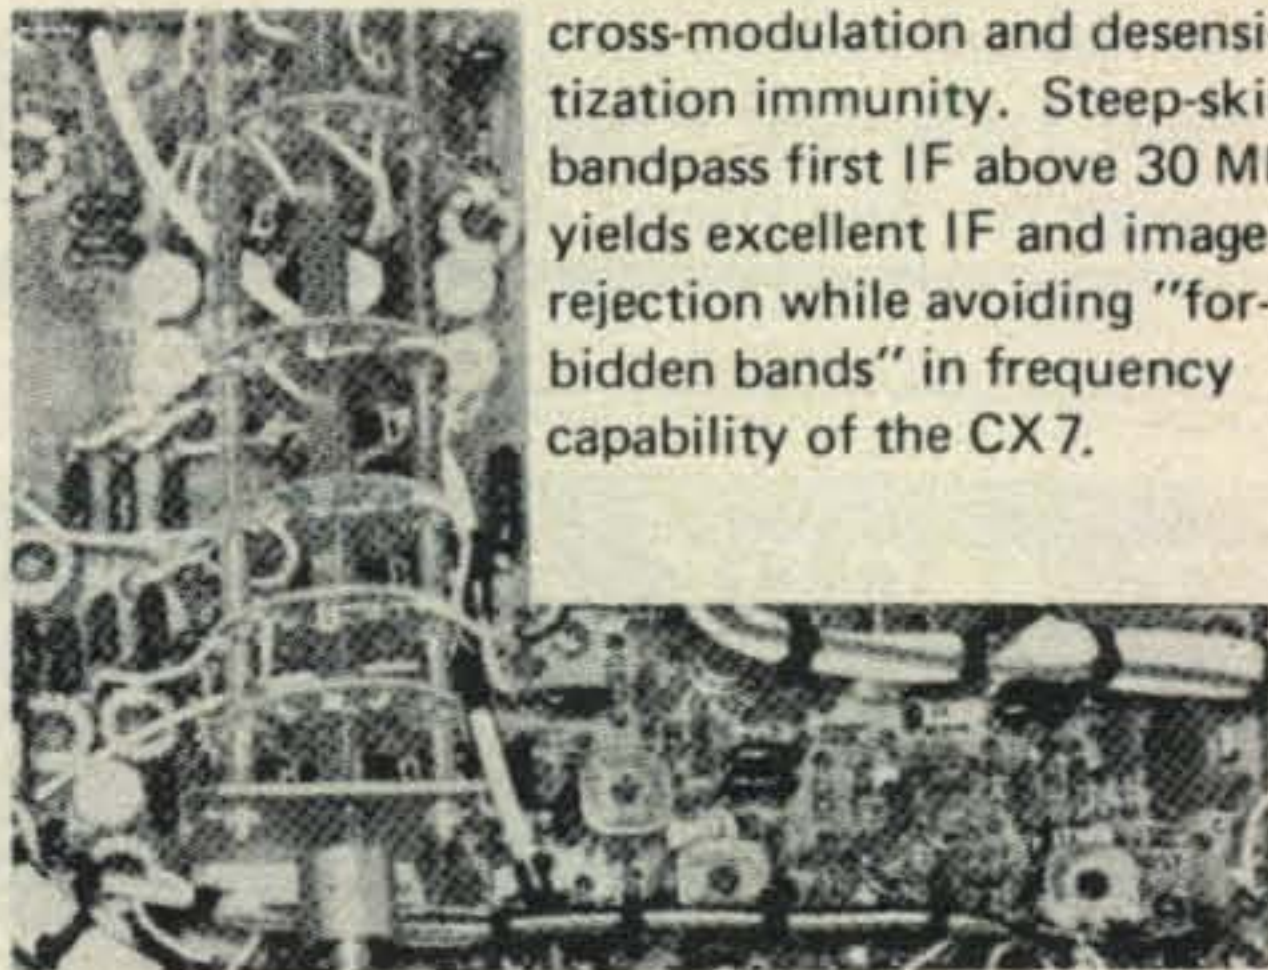 cross-modulation and desensi
tization immunity. Steep-ski
bandpass first IF above 30 M
yields excellent IF and image
rejection while avoiding "for-
bidden bands" in frequency
capability of the CX7.